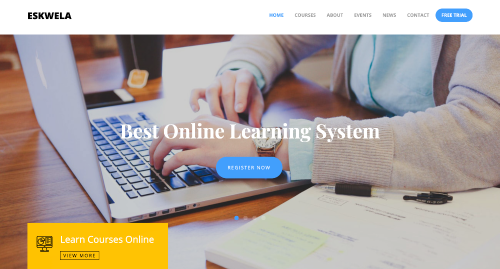 ESKWELA
HOME COURSES ABOUT EVENTS NEWS CONTACT FREE TRIAL
Best Online Learning System
REGISTER NOW
Learn Courses Online
VIEW MORE